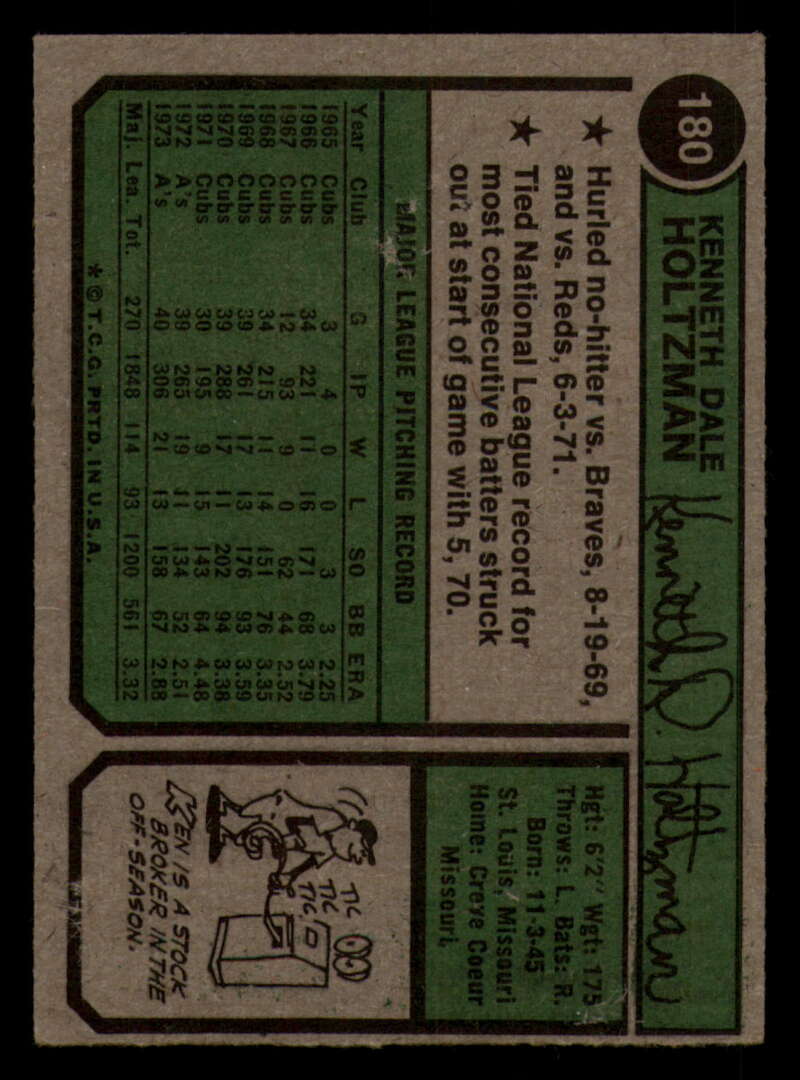 180
KENNETH DALE
HOLTZMAN
Kenneth D. Holtzman
★ Hurled no-hitter vs. Braves, 8-19-69,
and vs. Reds, 6-3-71.
★ Tied National League record for
most consecutive batters struck
out at start of game with 5, 70.
MAJOR LEAGUE PITCHING RECORD
Year Club G IP W L SO BB ERA
1965 Cubs 3 4 0 0 3 3 2.25
1966 Cubs 34 221 11 16 171 68 3.79
1967 Cubs 12 93 9 0 62 44 2.52
1968 Cubs 34 215 11 14 151 76 3.35
1969 Cubs 39 261 17 13 176 93 3.59
1970 Cubs 39 288 17 11 202 94 3.38
1971 Cubs 30 195 9 15 143 64 4.48
1972 A's 39 265 19 11 134 52 2.51
1973 A's 40 306 21 13 158 67 2.88
Maj. Lea. Tot. 270 1848 114 93 1200 561 3.32
* © T.C.G. PRTD. IN U.S.A.
Hgt: 6'2" Wgt: 175
Throws: L. Bats: R.
Born: 11-3-45
St. Louis, Missouri
Home: Creve Coeur
Missouri
TIC
TIC
TIC
KEN IS A STOCK
BROKER IN THE
OFF-SEASON.